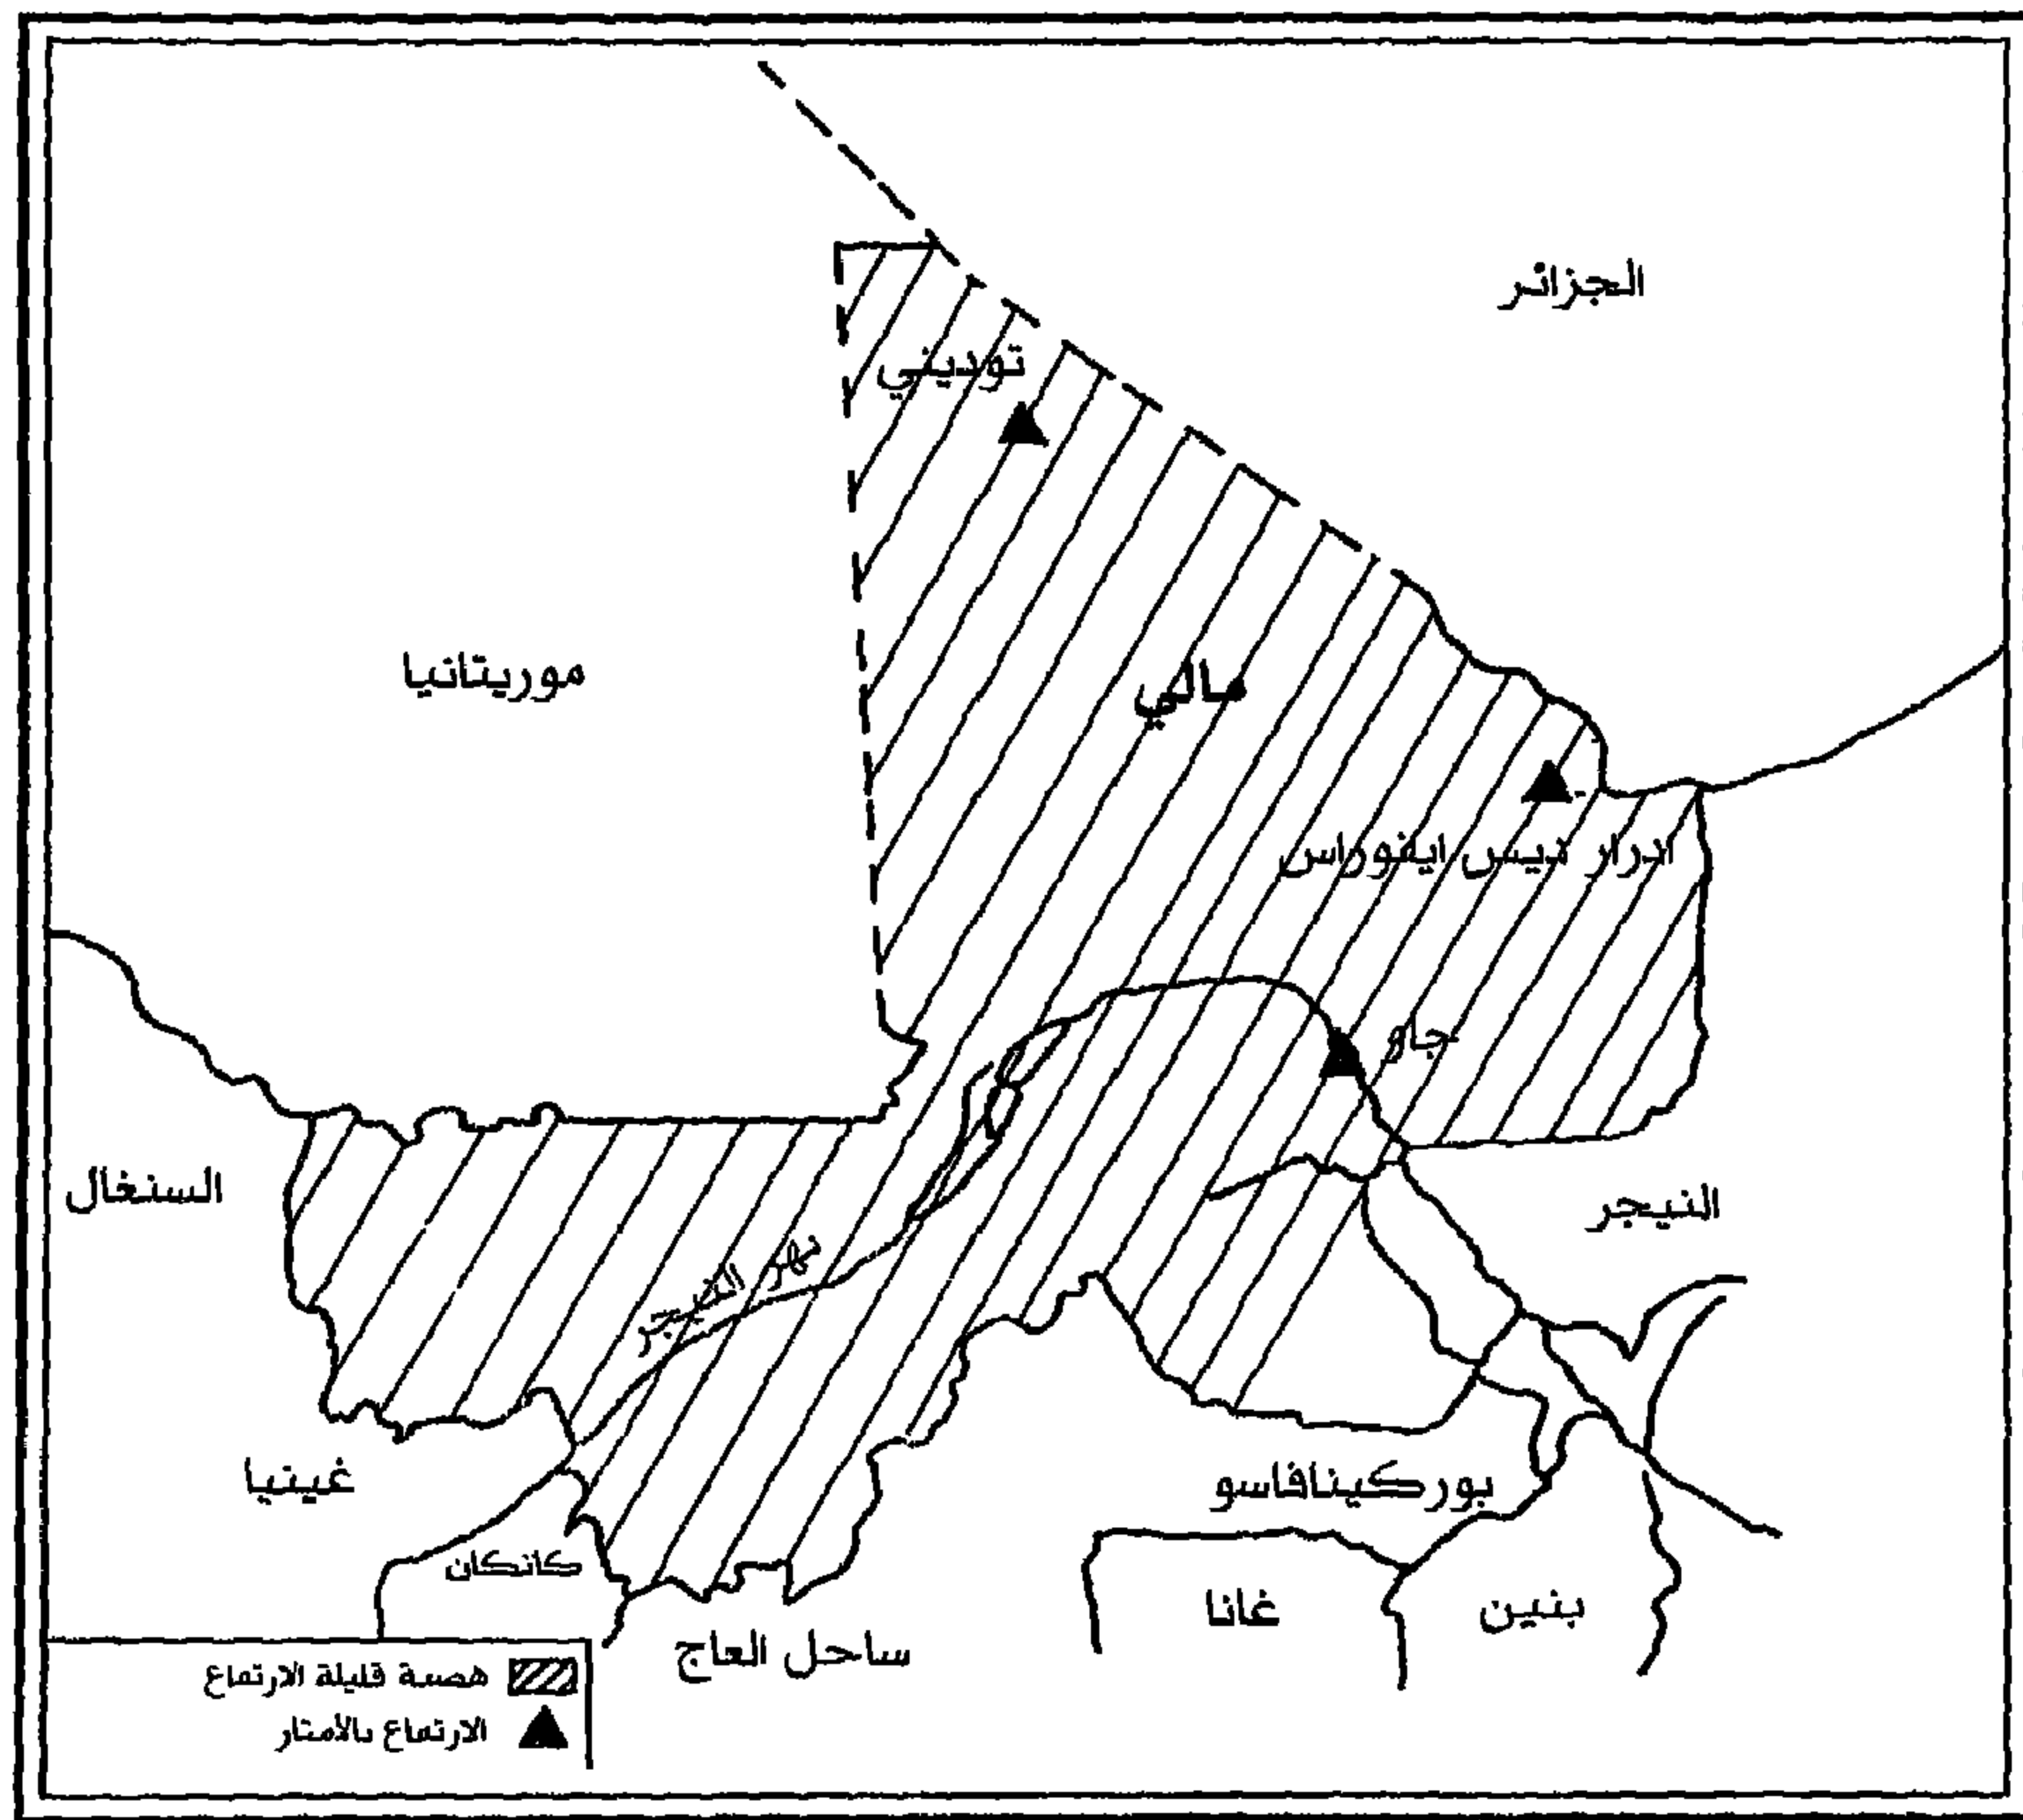 الجزائر
توديني
موريتانيا
مالي
ادرار ديس ايفوراس
جاو
السنغال
النيجر
نهر النيجر
غينيا
بوركينافاسو
كانكان
غانا
بنين
ساحل العاج
هضبة قليلة الارتفاع
الارتفاع بالأمتار